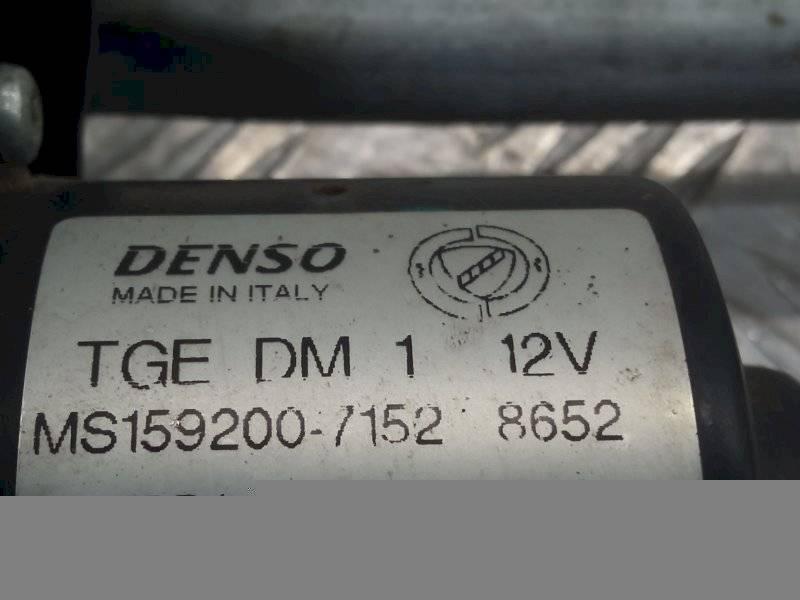 DENSO
MADE IN ITALY
TGE DM 1 12V
MS159200-7152 8652